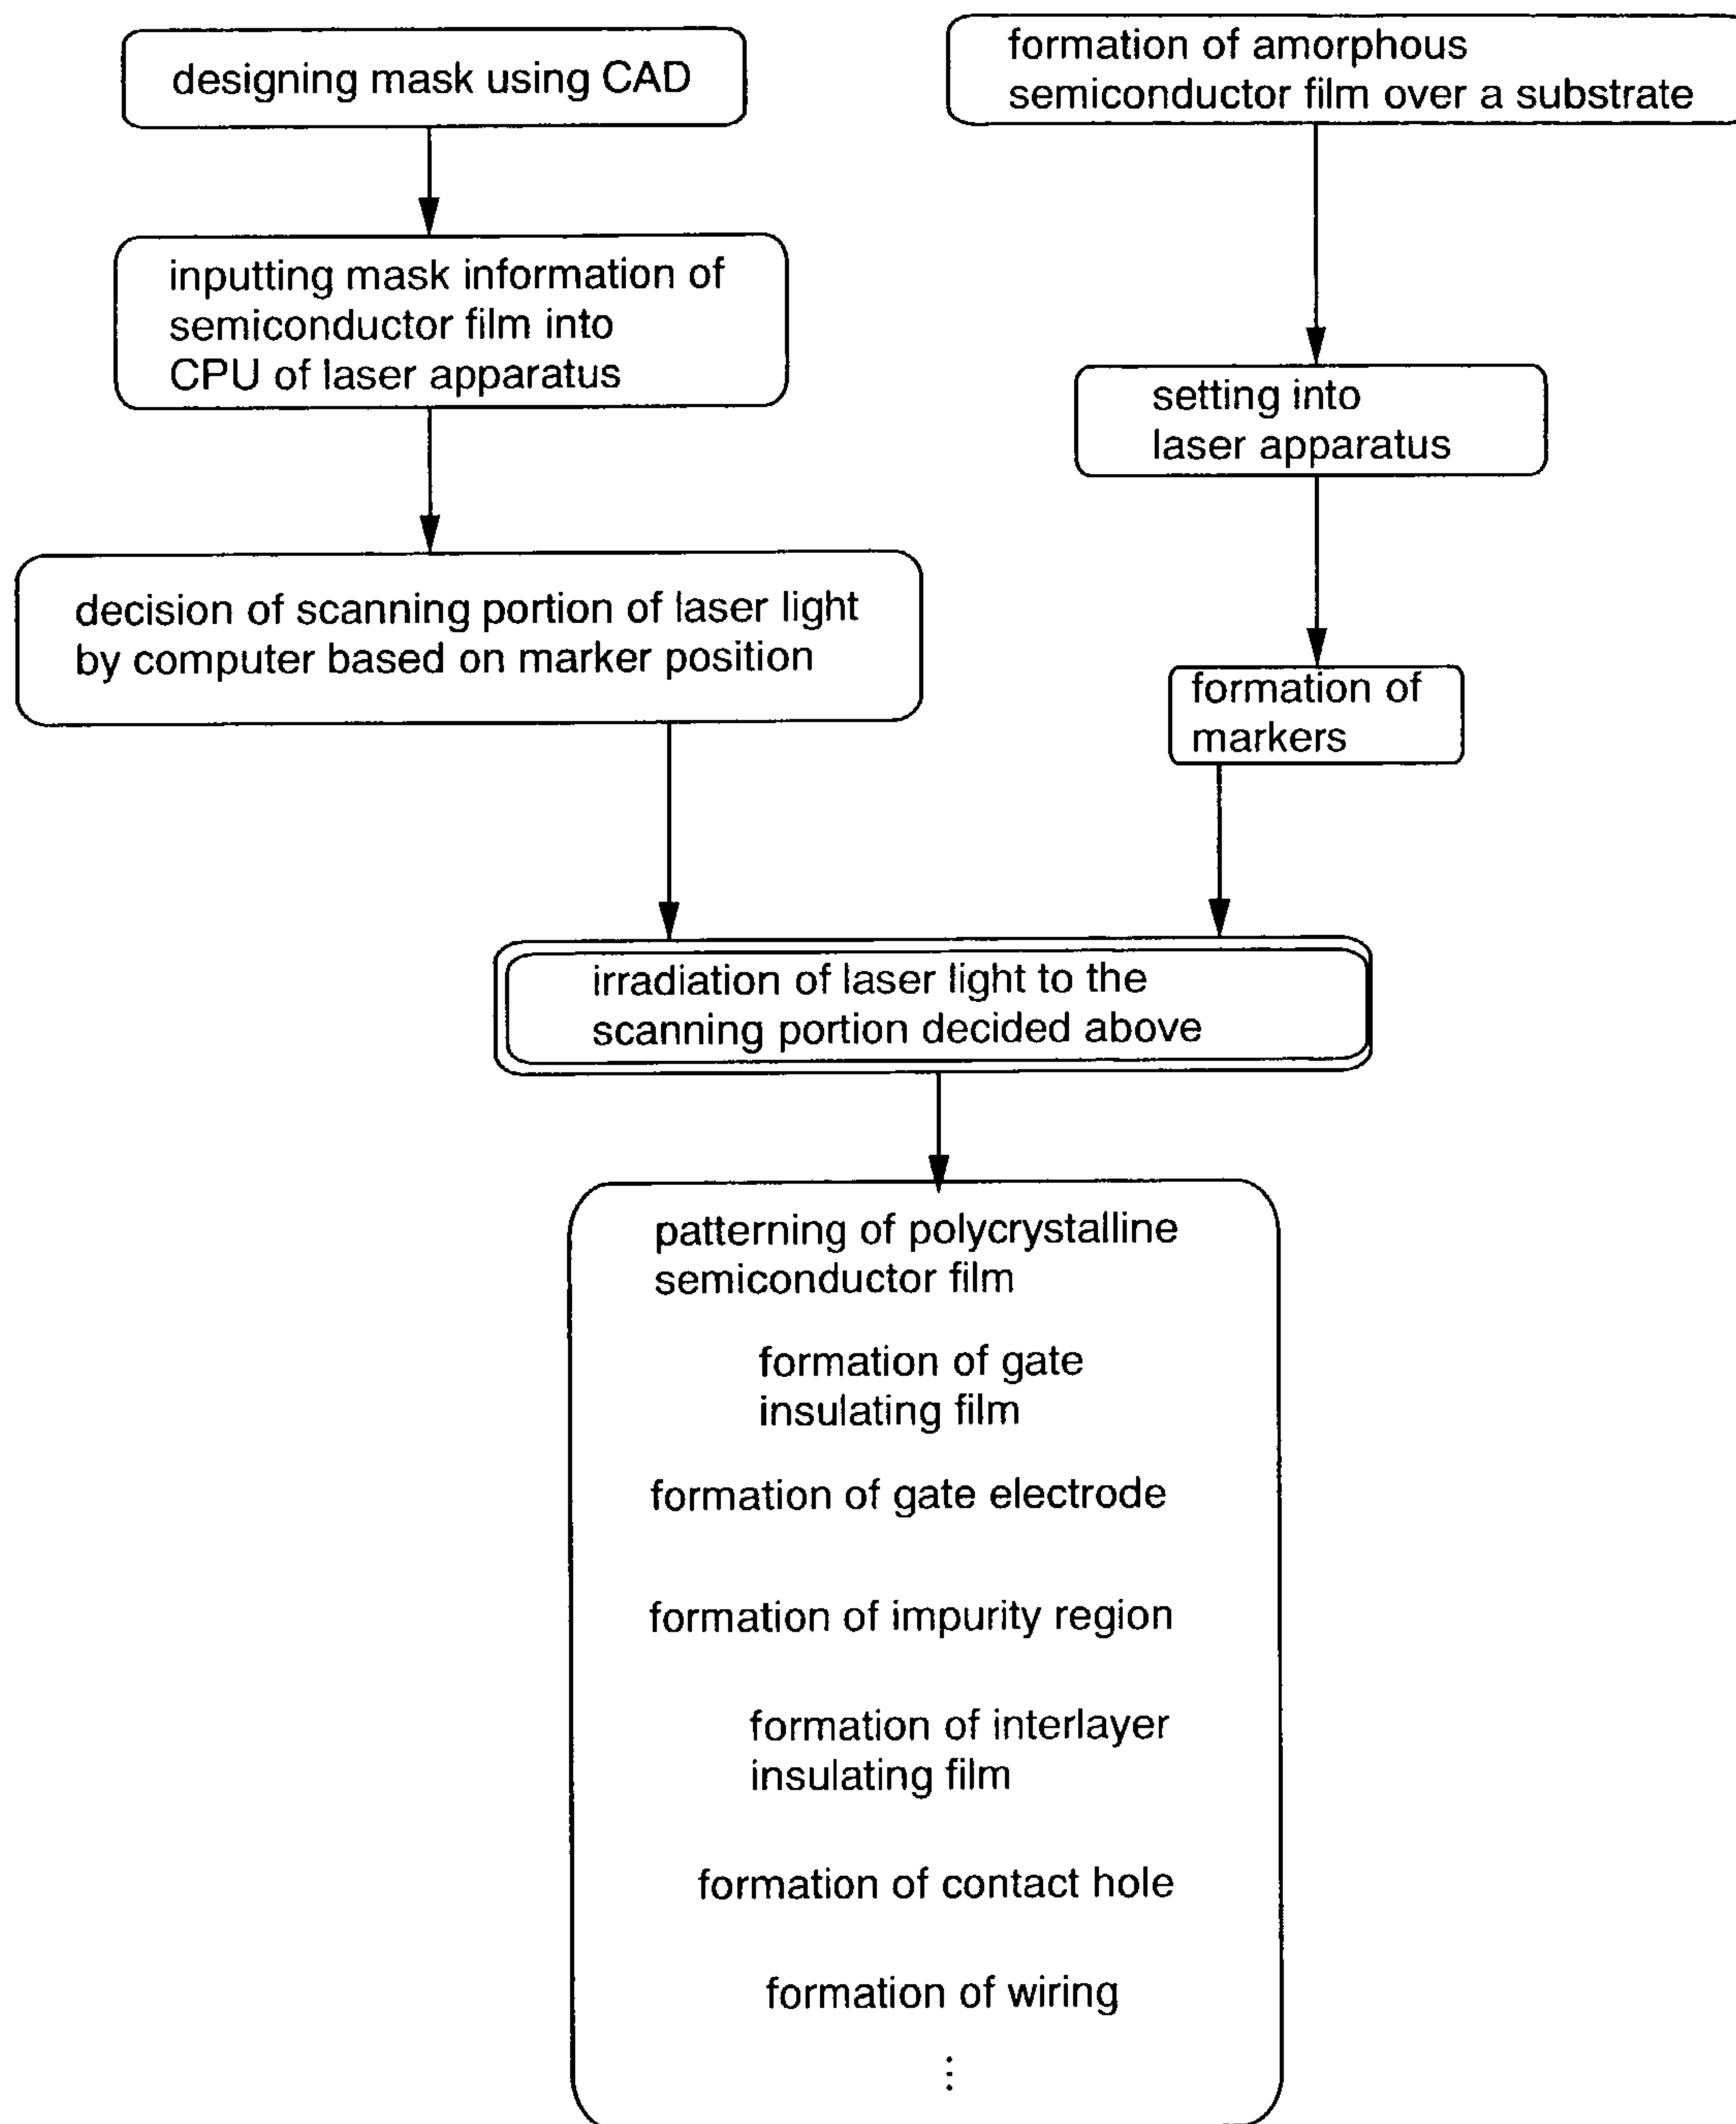 designing mask using CAD
formation of amorphous
semiconductor film over a substrate
inputting mask information of
semiconductor film into
CPU of laser apparatus
setting into
laser apparatus
decision of scanning portion of laser light
by computer based on marker position
formation of
markers
irradiation of laser light to the
scanning portion decided above
patterning of polycrystalline
semiconductor film
formation of gate
insulating film
formation of gate electrode
formation of impurity region
formation of interlayer
insulating film
formation of contact hole
formation of wiring
⋮